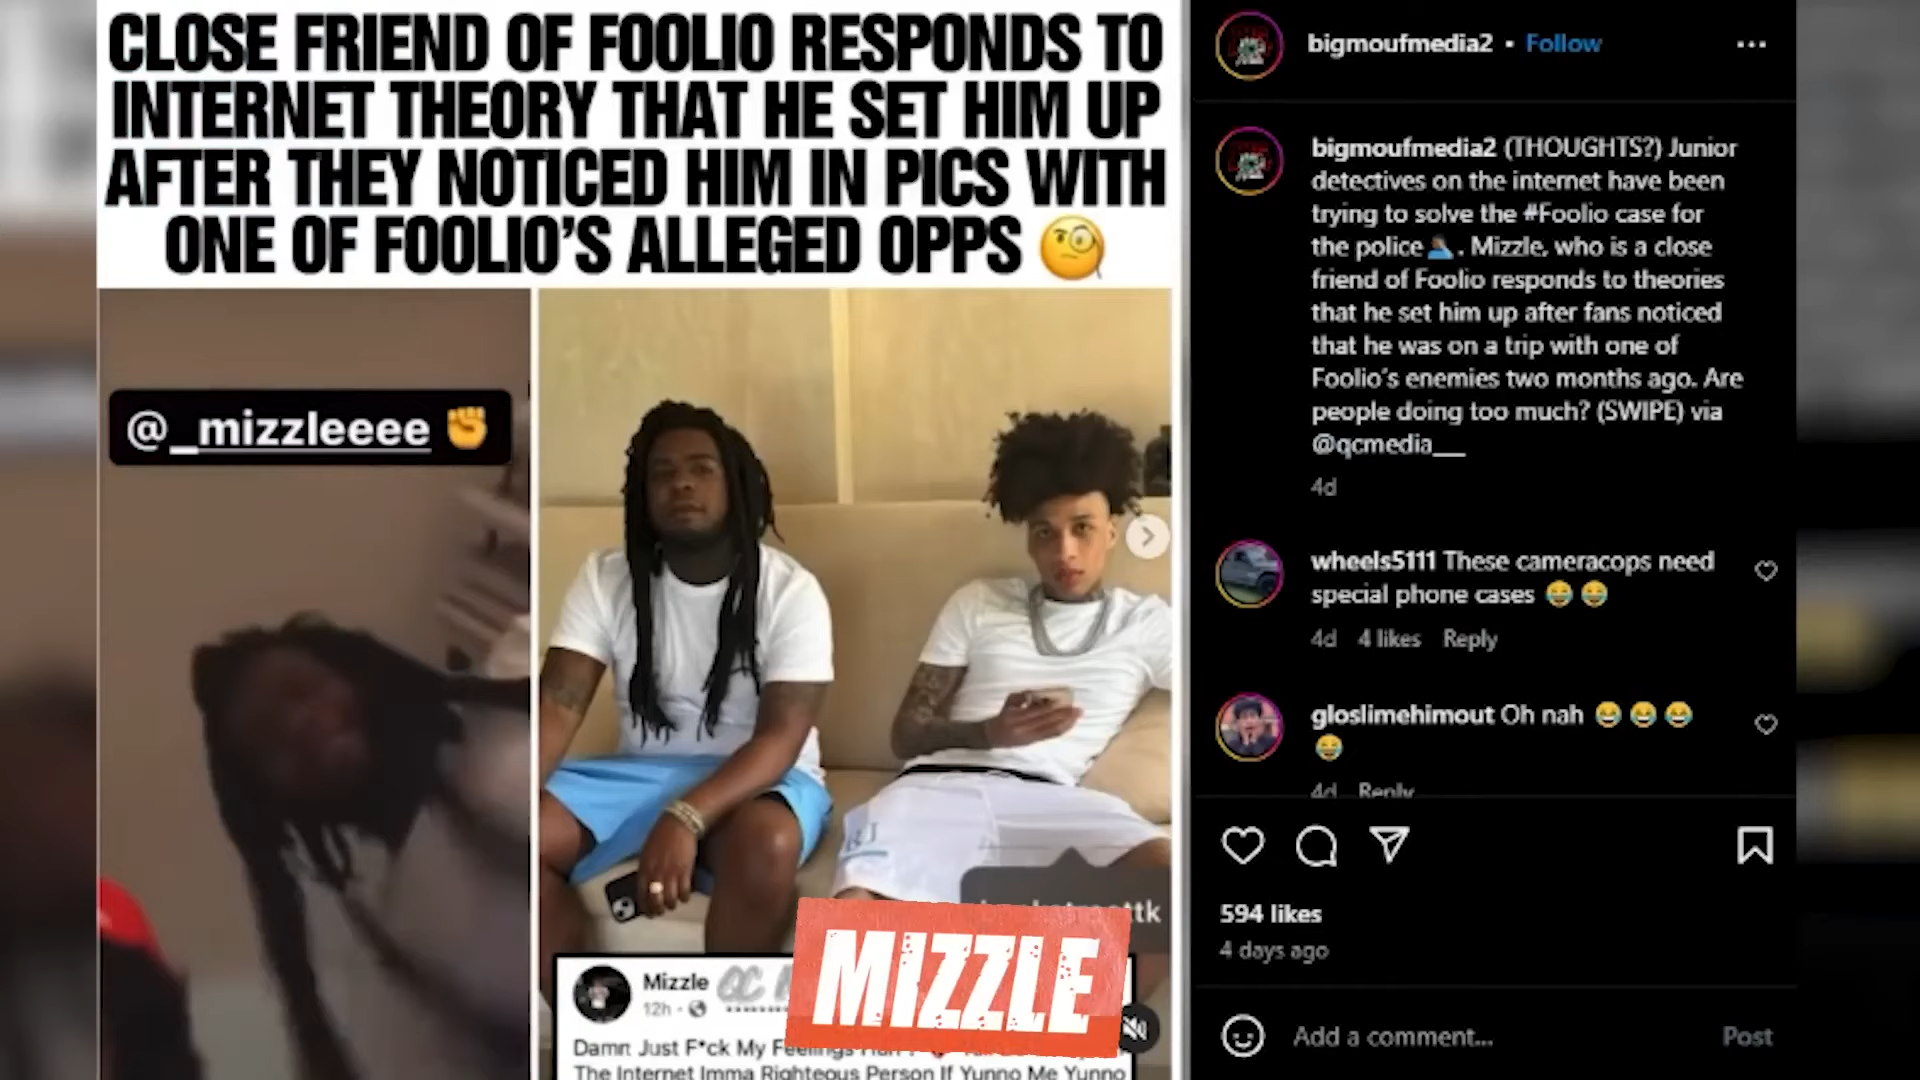 CLOSE FRIEND OF FOOLIO RESPONDS TO
INTERNET THEORY THAT HE SET HIM UP
AFTER THEY NOTICED HIM IN PICS WITH
ONE OF FOOLIO'S ALLEGED OPPS 🧐
@_mizzleeee ✊
ttk
Mizzle QC
12h
MIZZLE
Damn Just F*ck My Feelings Huh
The Internet Imma Righteous Person If Yunno Me Yunno
bigmoufmedia2 • Follow
bigmoufmedia2 (THOUGHTS?) Junior
detectives on the internet have been
trying to solve the #Foolio case for
the police 🤦🏾‍♂️. Mizzle, who is a close
friend of Foolio responds to theories
that he set him up after fans noticed
that he was on a trip with one of
Foolio's enemies two months ago. Are
people doing too much? (SWIPE) via
@qcmedia__
4d
wheels5111 These cameracops need
special phone cases 😂 😂
4d 4 likes Reply
gloslimehimout Oh nah 😂 😂 😂
😂
4d Reply
594 likes
4 days ago
Add a comment...
Post